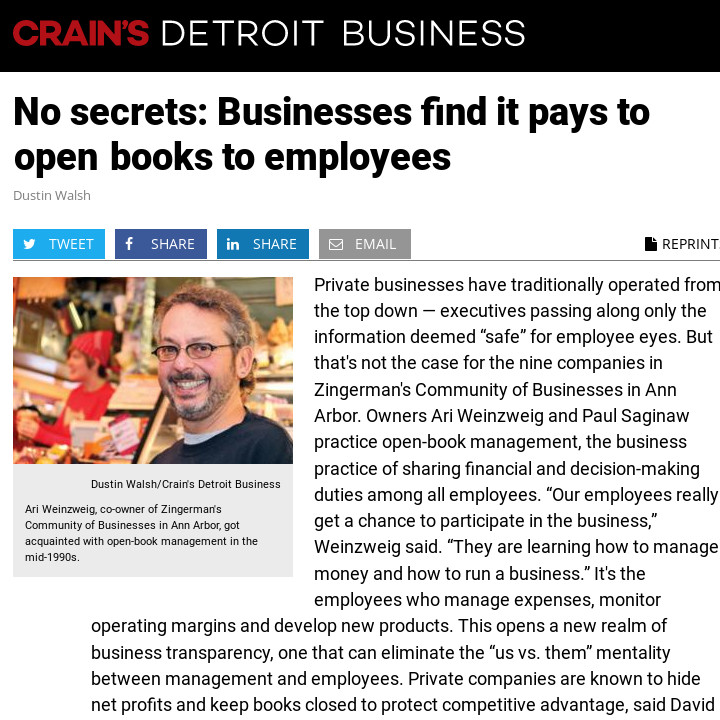 CRAIN'S DETROIT BUSINESS
No secrets: Businesses find it pays to
open books to employees
Dustin Walsh
TWEET SHARE SHARE EMAIL REPRINT
Dustin Walsh/Crain's Detroit Business
Ari Weinzweig, co-owner of Zingerman's
Community of Businesses in Ann Arbor, got
acquainted with open-book management in the
mid-1990s.
Private businesses have traditionally operated from
the top down — executives passing along only the
information deemed “safe” for employee eyes. But
that's not the case for the nine companies in
Zingerman's Community of Businesses in Ann
Arbor. Owners Ari Weinzweig and Paul Saginaw
practice open-book management, the business
practice of sharing financial and decision-making
duties among all employees. “Our employees really
get a chance to participate in the business,”
Weinzweig said. “They are learning how to manage
money and how to run a business.” It's the
employees who manage expenses, monitor
operating margins and develop new products. This opens a new realm of
business transparency, one that can eliminate the “us vs. them” mentality
between management and employees. Private companies are known to hide
net profits and keep books closed to protect competitive advantage, said David